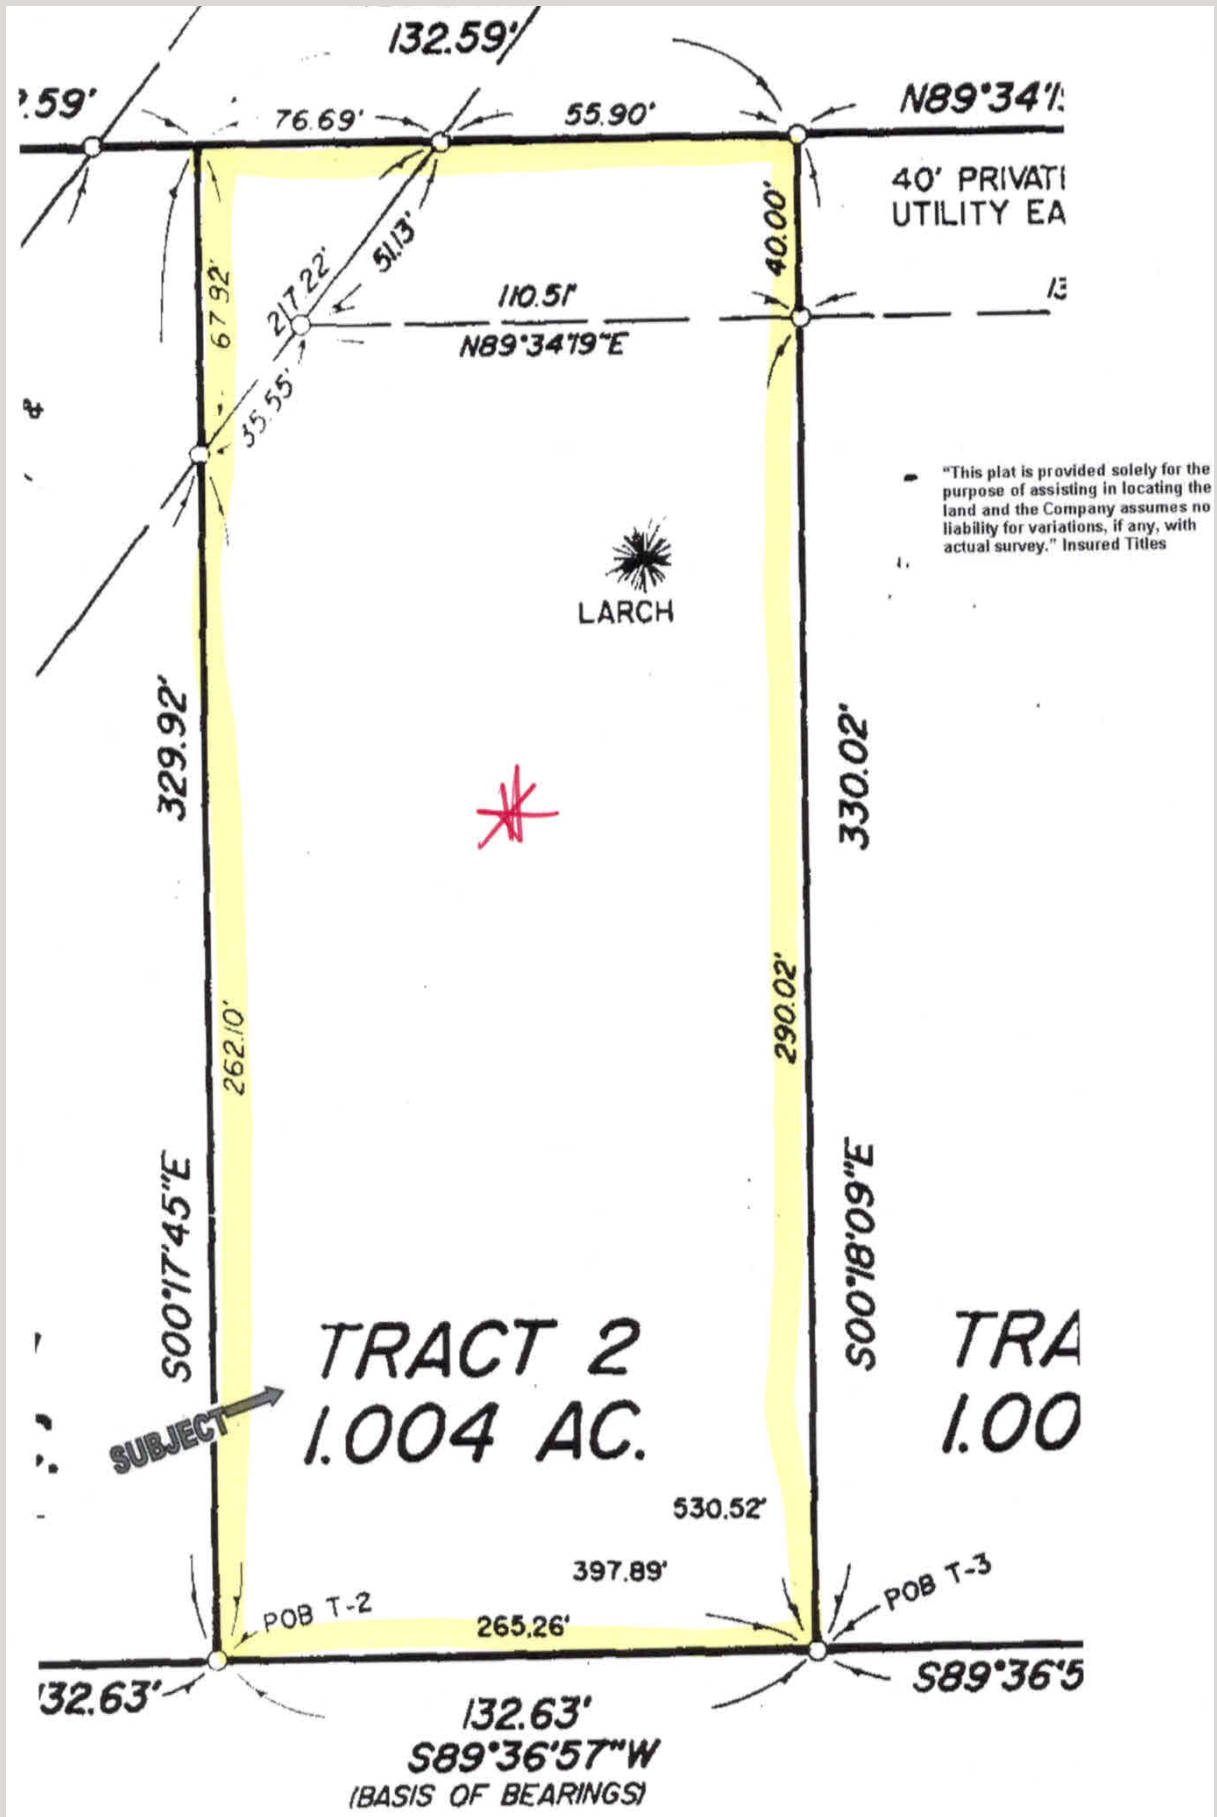 132.59'
.59'
76.69'
55.90'
N89°34'1
40' PRIVAT
UTILITY EA
67.92'
217.22'
51.13'
40.00'
110.51'
N89°34'19"E
13
35.55'
&
"This plat is provided solely for the
purpose of assisting in locating the
land and the Company assumes no
liability for variations, if any, with
actual survey." Insured Titles
LARCH
329.92'
330.02'
262.10'
290.02'
S00°17'45"E
S00°18'09"E
TRACT 2
1.004 AC.
TRA
1.00
SUBJECT
530.52'
397.89'
POB T-2
265.26'
POB T-3
132.63'
132.63'
S89°36'5
S89°36'57"W
(BASIS OF BEARINGS)